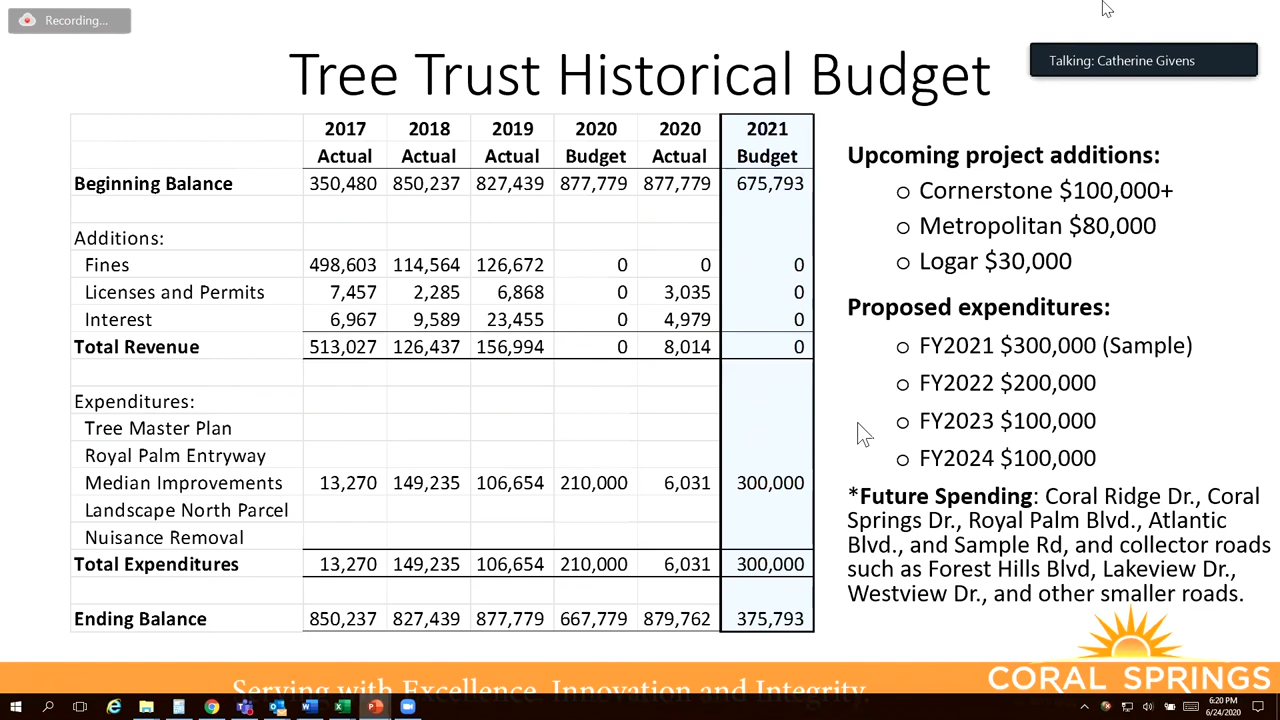 Recording...
Talking: Catherine Givens
Tree Trust Historical Budget
2017 2018 2019 2020 2020 2021
Actual Actual Actual Budget Actual Budget
Beginning Balance 350,480 850,237 827,439 877,779 877,779 675,793
Additions:
Fines 498,603 114,564 126,672 0 0 0
Licenses and Permits 7,457 2,285 6,868 0 3,035 0
Interest 6,967 9,589 23,455 0 4,979 0
Total Revenue 513,027 126,437 156,994 0 8,014 0
Expenditures:
Tree Master Plan
Royal Palm Entryway
Median Improvements 13,270 149,235 106,654 210,000 6,031 300,000
Landscape North Parcel
Nuisance Removal
Total Expenditures 13,270 149,235 106,654 210,000 6,031 300,000
Ending Balance 850,237 827,439 877,779 667,779 879,762 375,793
Upcoming project additions:
o Cornerstone $100,000+
o Metropolitan $80,000
o Logar $30,000
Proposed expenditures:
o FY2021 $300,000 (Sample)
o FY2022 $200,000
o FY2023 $100,000
o FY2024 $100,000
*Future Spending: Coral Ridge Dr., Coral
Springs Dr., Royal Palm Blvd., Atlantic
Blvd., and Sample Rd, and collector roads
such as Forest Hills Blvd, Lakeview Dr.,
Westview Dr., and other smaller roads.
Serving with Excellence, Innovation and Integrity.
CORAL SPRINGS
6:20 PM
6/24/2020